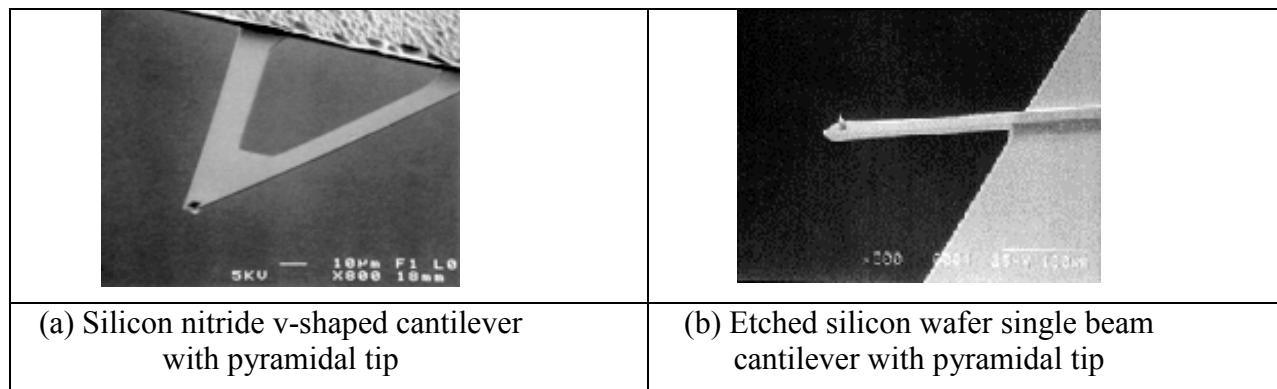 10µm F1 L0
5KV X800 18mm
100µm
(a) Silicon nitride v-shaped cantilever
with pyramidal tip
(b) Etched silicon wafer single beam
cantilever with pyramidal tip